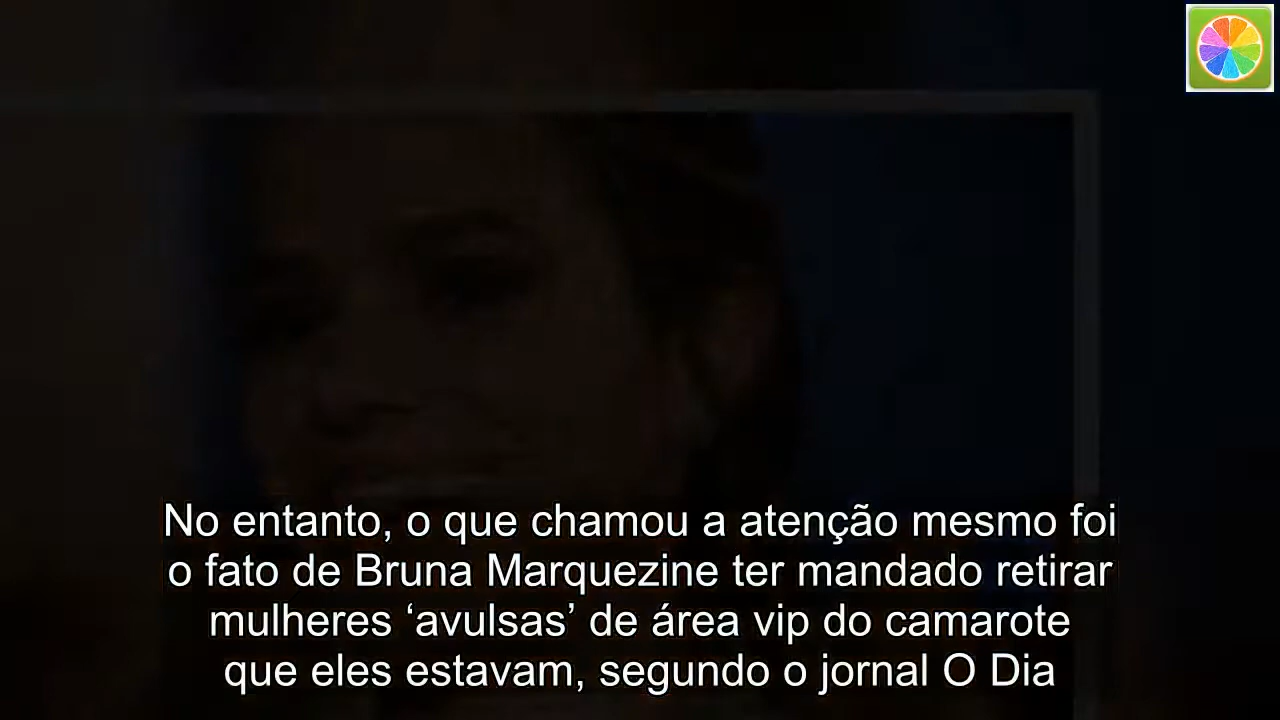 No entanto, o que chamou a atenção mesmo foi
o fato de Bruna Marquezine ter mandado retirar
mulheres ‘avulsas’ de área vip do camarote
que eles estavam, segundo o jornal O Dia